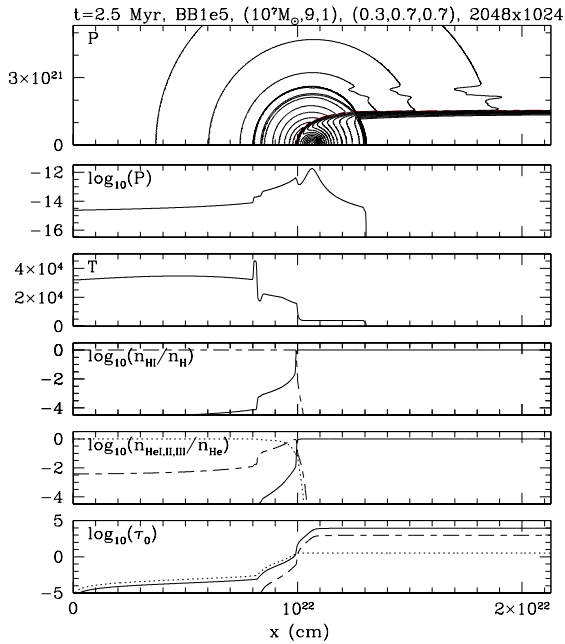 t=2.5 Myr, BB1e5, (10⁷M☉,9,1), (0.3,0.7,0.7), 2048x1024
P
3×10²¹
0
log₁₀(P)
−12
−14
−16
T
4×10⁴
2×10⁴
0
log₁₀(n_HI/n_H)
0
−2
−4
log₁₀(n_HeI,II,III/n_He)
0
−2
−4
log₁₀(τ₀)
5
0
−5
0 10²² 2×10²²
x (cm)